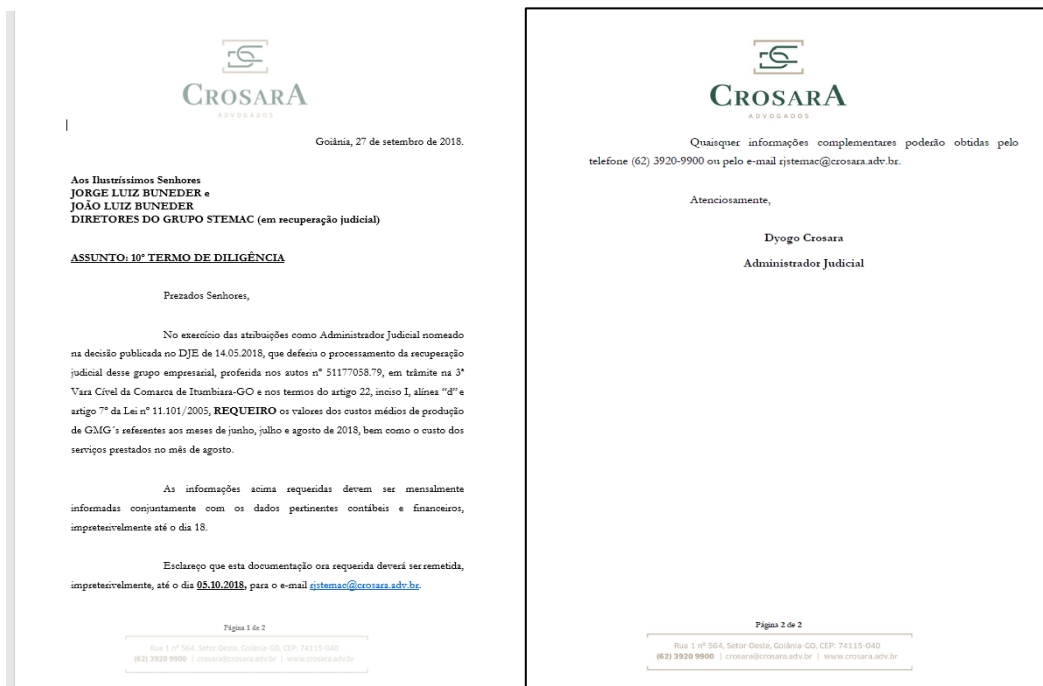 CROSARA
ADVOGADOS
Goiânia, 27 de setembro de 2018.
Aos Ilustríssimos Senhores
JORGE LUIZ BUNEDER e
JOÃO LUIZ BUNEDER
DIRETORES DO GRUPO STEMAC (em recuperação judicial)
ASSUNTO: 10º TERMO DE DILIGÊNCIA
Prezados Senhores,
No exercício das atribuições como Administrador Judicial nomeado
na decisão publicada no DJE de 14.05.2018, que deferiu o processamento da recuperação
judicial desse grupo empresarial, proferida nos autos nº 51177058.79, em trâmite na 3ª
Vara Cível da Comarca de Itumbiara-GO e nos termos do artigo 22, inciso I, alínea “d” e
artigo 7º da Lei nº 11.101/2005, REQUEIRO os valores dos custos médios de produção
de GMG´s referentes aos meses de junho, julho e agosto de 2018, bem como o custo dos
serviços prestados no mês de agosto.
As informações acima requeridas devem ser mensalmente
informadas conjuntamente com os dados pertinentes contábeis e financeiros,
impreterivelmente até o dia 18.
Esclareço que esta documentação ora requerida deverá ser remetida,
impreterivelmente, até o dia 05.10.2018, para o e-mail rjstemac@crosara.adv.br.
Página 1 de 2
Rua 1 nº 564, Setor Oeste, Goiânia-GO, CEP: 74115-040
(62) 3920 9900 | crosara@crosara.adv.br | www.crosara.adv.br
CROSARA
ADVOGADOS
Quaisquer informações complementares poderão obtidas pelo
telefone (62) 3920-9900 ou pelo e-mail rjstemac@crosara.adv.br.
Atenciosamente,
Dyogo Crosara
Administrador Judicial
Página 2 de 2
Rua 1 nº 564, Setor Oeste, Goiânia-GO, CEP: 74115-040
(62) 3920 9900 | crosara@crosara.adv.br | www.crosara.adv.br